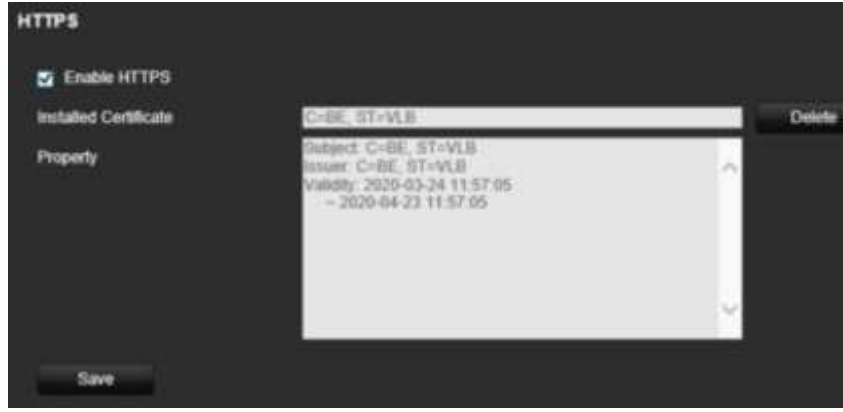 HTTPS
Enable HTTPS
Installed Certificate
C=BE, ST=VLB
Delete
Property
Subject: C=BE, ST=VLB
Issuer: C=BE, ST=VLB
Validity: 2020-03-24 11:57:05
~ 2020-04-23 11:57:05
Save